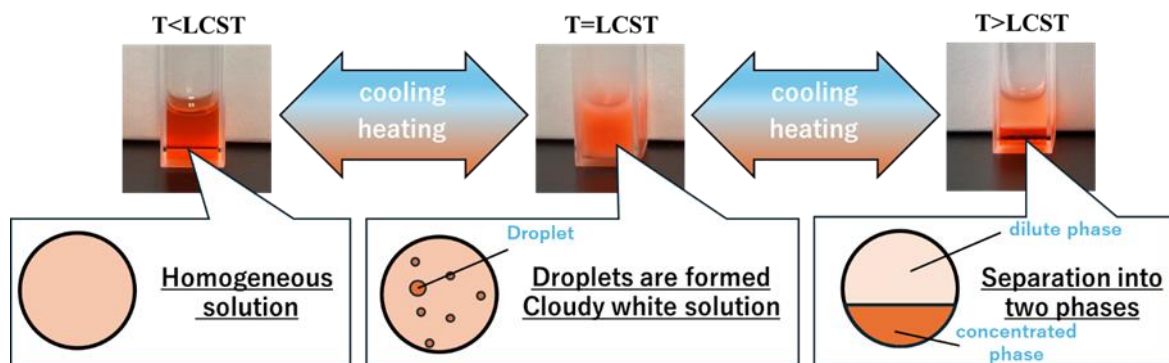 T<LCST
T=LCST
T>LCST
cooling
heating
cooling
heating
Homogeneous
solution
Droplet
Droplets are formed
Cloudy white solution
dilute phase
Separation into
two phases
concentrated
phase